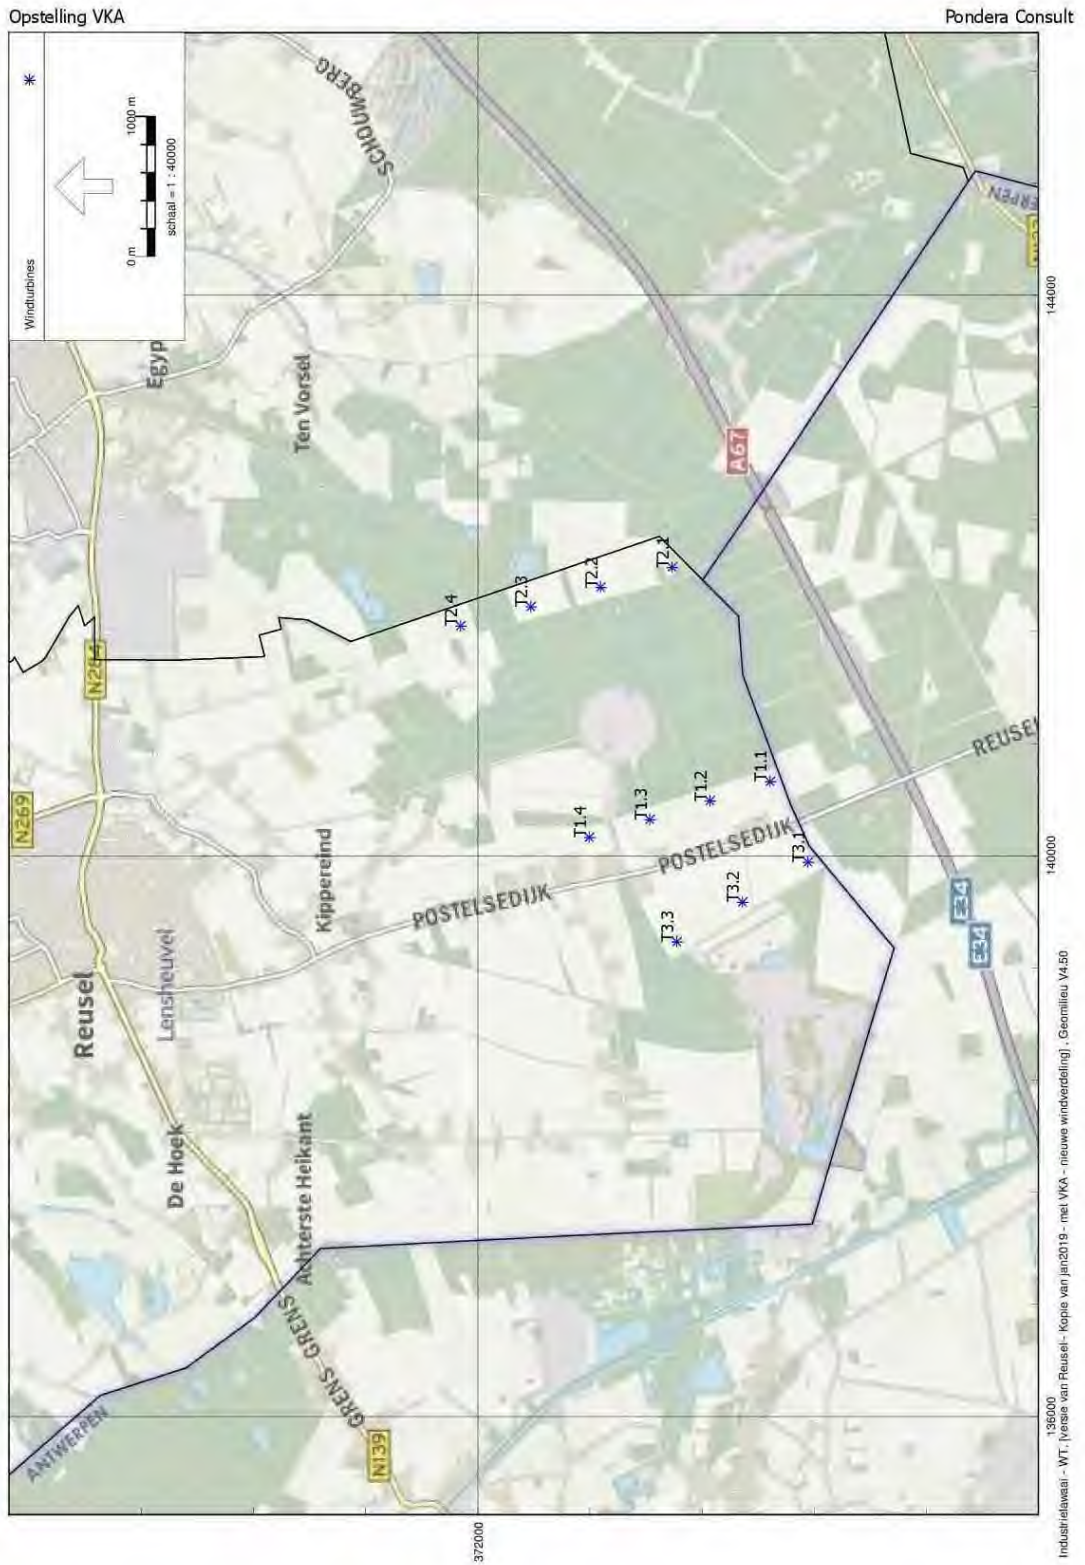 Opstelling VKA
Pondera Consult
Windturbines
0 m
1000 m
schaal = 1 : 40000
SCHOUWBERG
Egyp
Ten Vorsel
N284
N269
Reusel
Lensheuvel
Kippereind
De Hoek
Achterste Heikant
GRENS GRENS
GRENS
ANTWERPEN
N139
POSTELSEDIJK
POSTELSEDIJK
REUSEL
A67
E34
E34
ERPEN
T2.4
T2.3
T2.2
T2.1
T1.4
T1.3
T1.2
T1.1
T3.3
T3.2
T3.1
144000
140000
136000
372000
Industrielawaai - WT, [versie van Reusel - Kopie van jan2019 - met VKA - nieuwe windverdeling] , Geomilieu V4.50